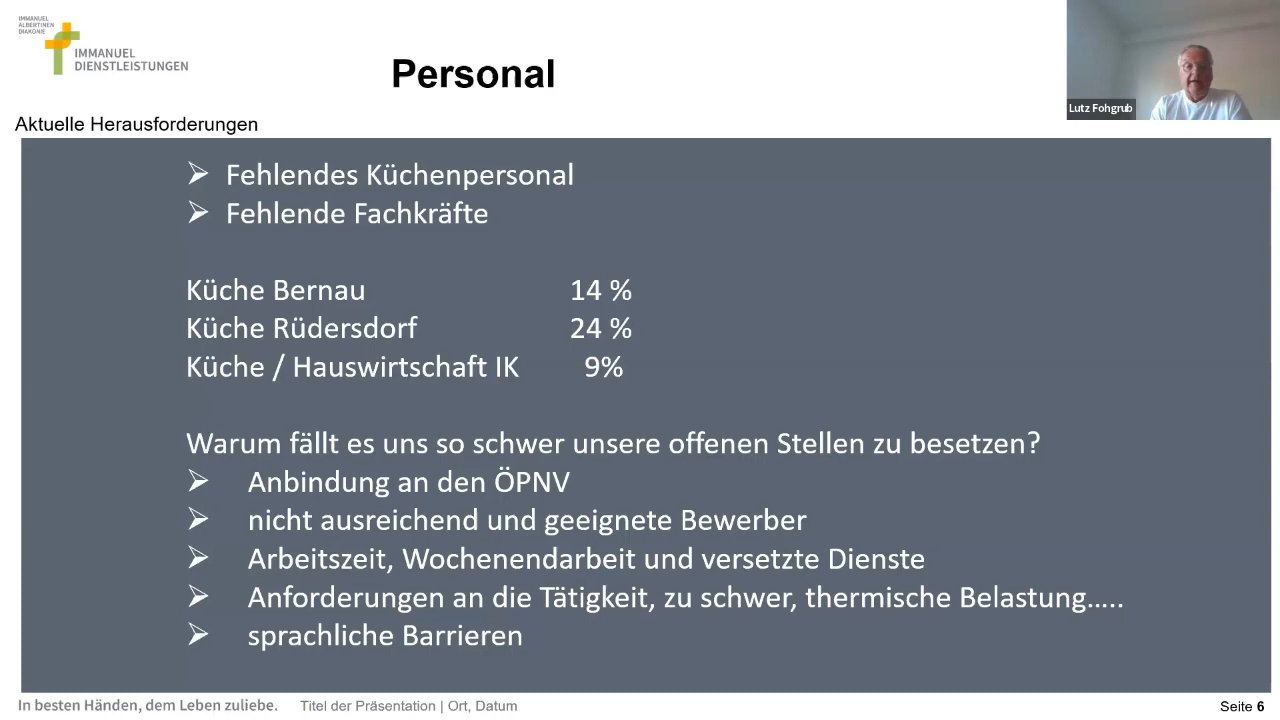 IMMANUEL
ALBERTINEN
DIAKONIE
IMMANUEL
DIENSTLEISTUNGEN
Personal
Lutz Fohgrub
Aktuelle Herausforderungen
➢ Fehlendes Küchenpersonal
➢ Fehlende Fachkräfte
Küche Bernau 14 %
Küche Rüdersdorf 24 %
Küche / Hauswirtschaft IK 9%
Warum fällt es uns so schwer unsere offenen Stellen zu besetzen?
➢ Anbindung an den ÖPNV
➢ nicht ausreichend und geeignete Bewerber
➢ Arbeitszeit, Wochenendarbeit und versetzte Dienste
➢ Anforderungen an die Tätigkeit, zu schwer, thermische Belastung…..
➢ sprachliche Barrieren
In besten Händen, dem Leben zuliebe. Titel der Präsentation | Ort, Datum Seite 6